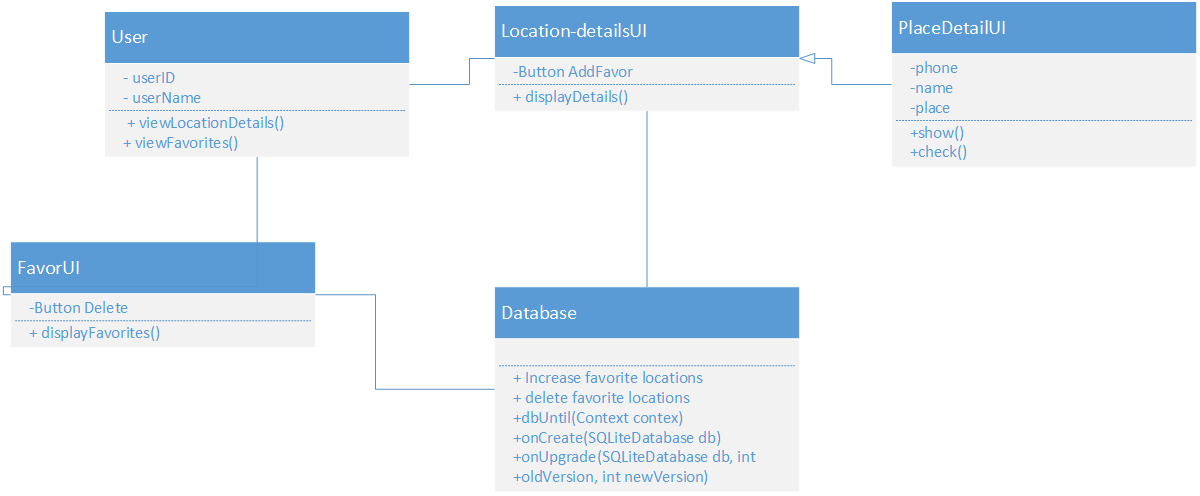 User
- userID
- userName
+ viewLocationDetails()
+ viewFavorites()
Location-detailsUI
-Button AddFavor
+ displayDetails()
PlaceDetailUI
-phone
-name
-place
+show()
+check()
FavorUI
-Button Delete
+ displayFavorites()
Database
+ Increase favorite locations
+ delete favorite locations
+dbUntil(Context contex)
+onCreate(SQLiteDatabase db)
+onUpgrade(SQLiteDatabase db, int
+oldVersion, int newVersion)